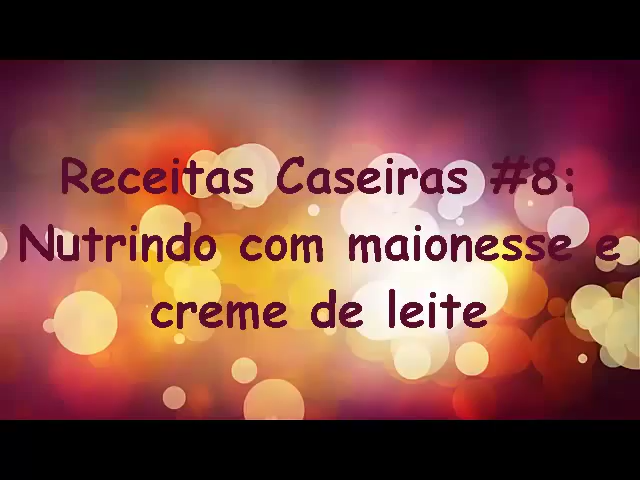 Receitas Caseiras #8:
Nutrindo com maionesse e
creme de leite